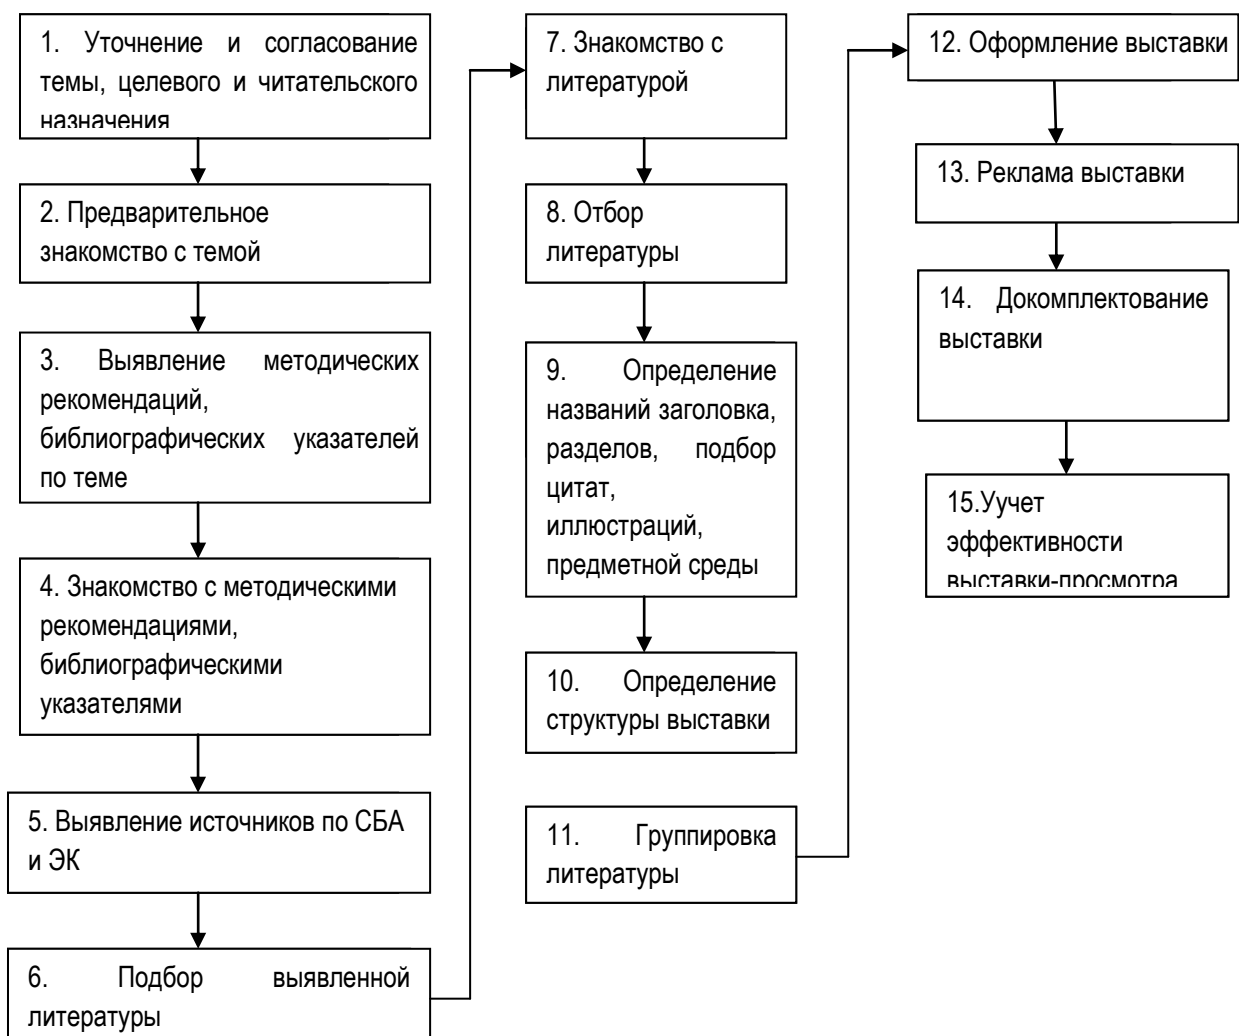 1. Уточнение и согласование
темы, целевого и читательского
назначения
2. Предварительное
знакомство с темой
3. Выявление методических
рекомендаций,
библиографических указателей
по теме
4. Знакомство с методическими
рекомендациями,
библиографическими
указателями
5. Выявление источников по СБА
и ЭК
6. Подбор выявленной
литературы
7. Знакомство с
литературой
8. Отбор
литературы
9. Определение
названий заголовка,
разделов, подбор
цитат,
иллюстраций,
предметной среды
10. Определение
структуры выставки
11. Группировка
литературы
12. Оформление выставки
13. Реклама выставки
14. Докомплектование
выставки
15.Уучет
эффективности
выставки-просмотра